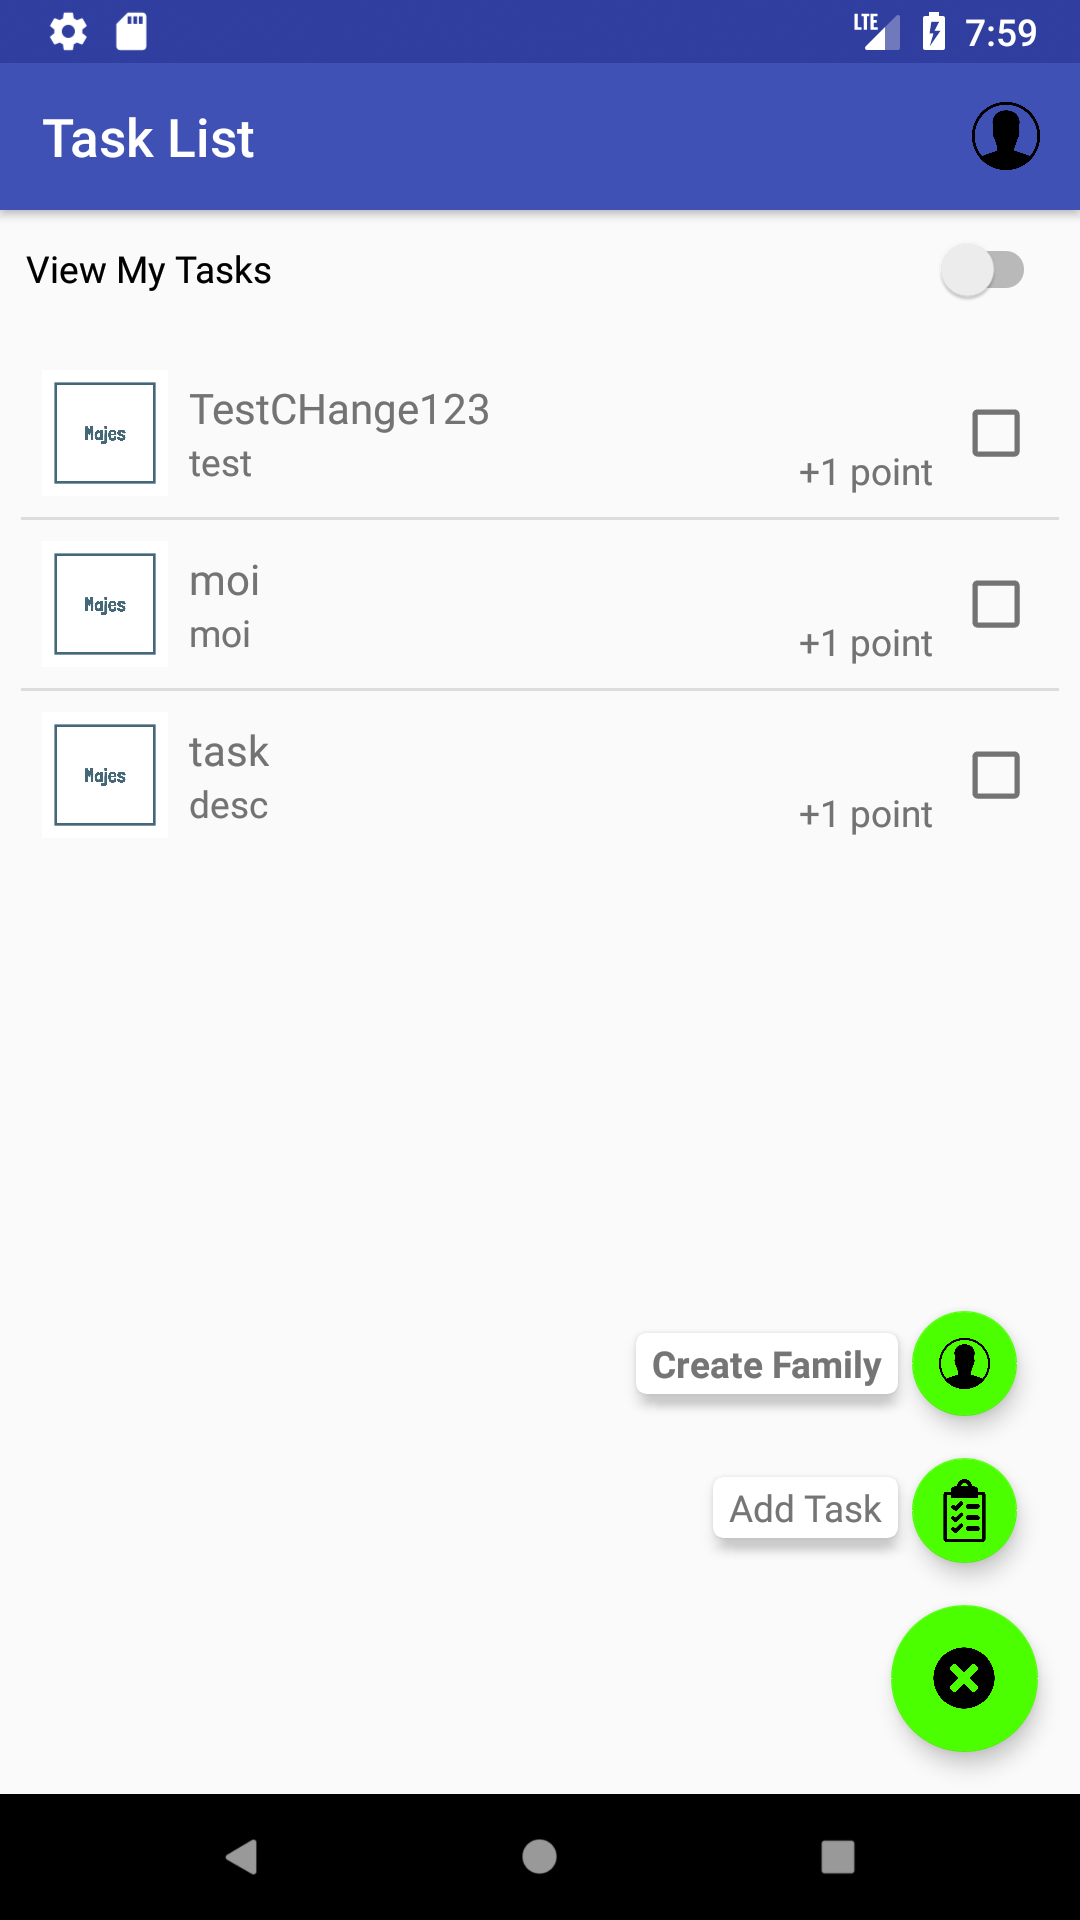 LTE 7:59
Task List
View My Tasks
Majes
TestCHange123
test
+1 point
Majes
moi
moi
+1 point
Majes
task
desc
+1 point
Create Family
Add Task